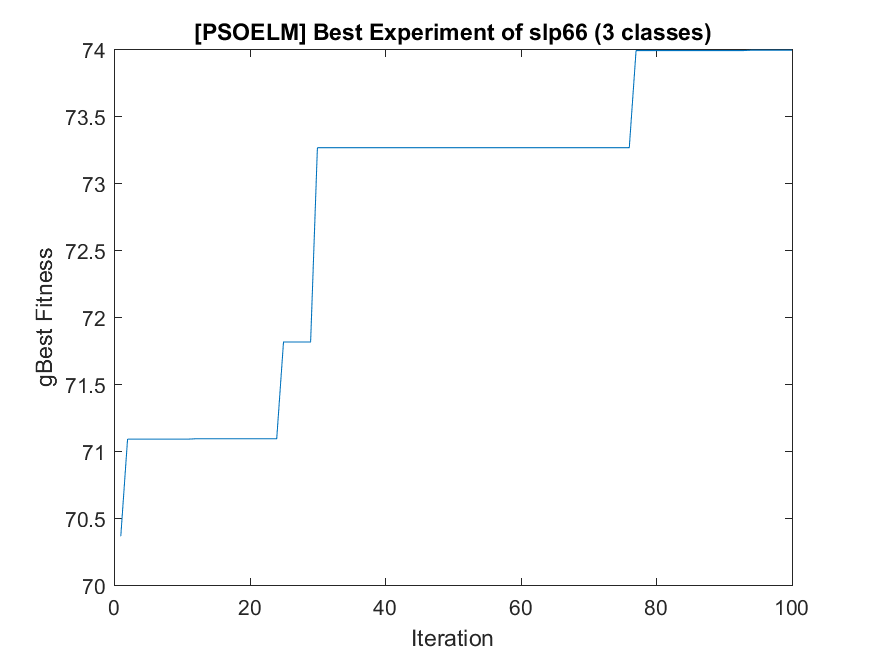 [PSOELM] Best Experiment of slp66 (3 classes)
74
73.5
73
72.5
72
71.5
71
70.5
70
gBest Fitness
0 20 40 60 80 100
Iteration